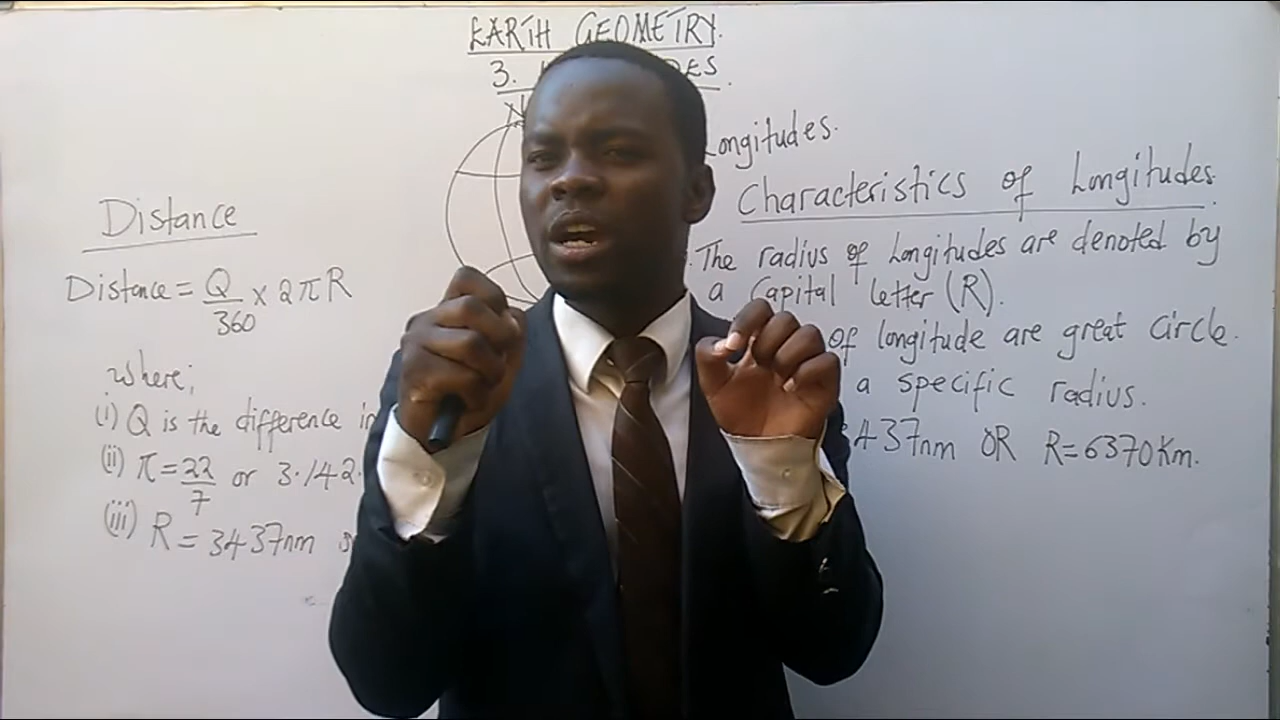 EARTH GEOMETRY.
3.
N
Longitudes.
Distance
Distance = Q/360 x 2πR
where;
(i) Q is the difference in
(ii) π = 22/7 or 3.142.
(iii) R = 3437nm
Characteristics of Longitudes.
The radius of Longitudes are denoted by
a Capital letter (R).
of longitude are great circle.
a specific radius.
437nm OR R=6370Km.